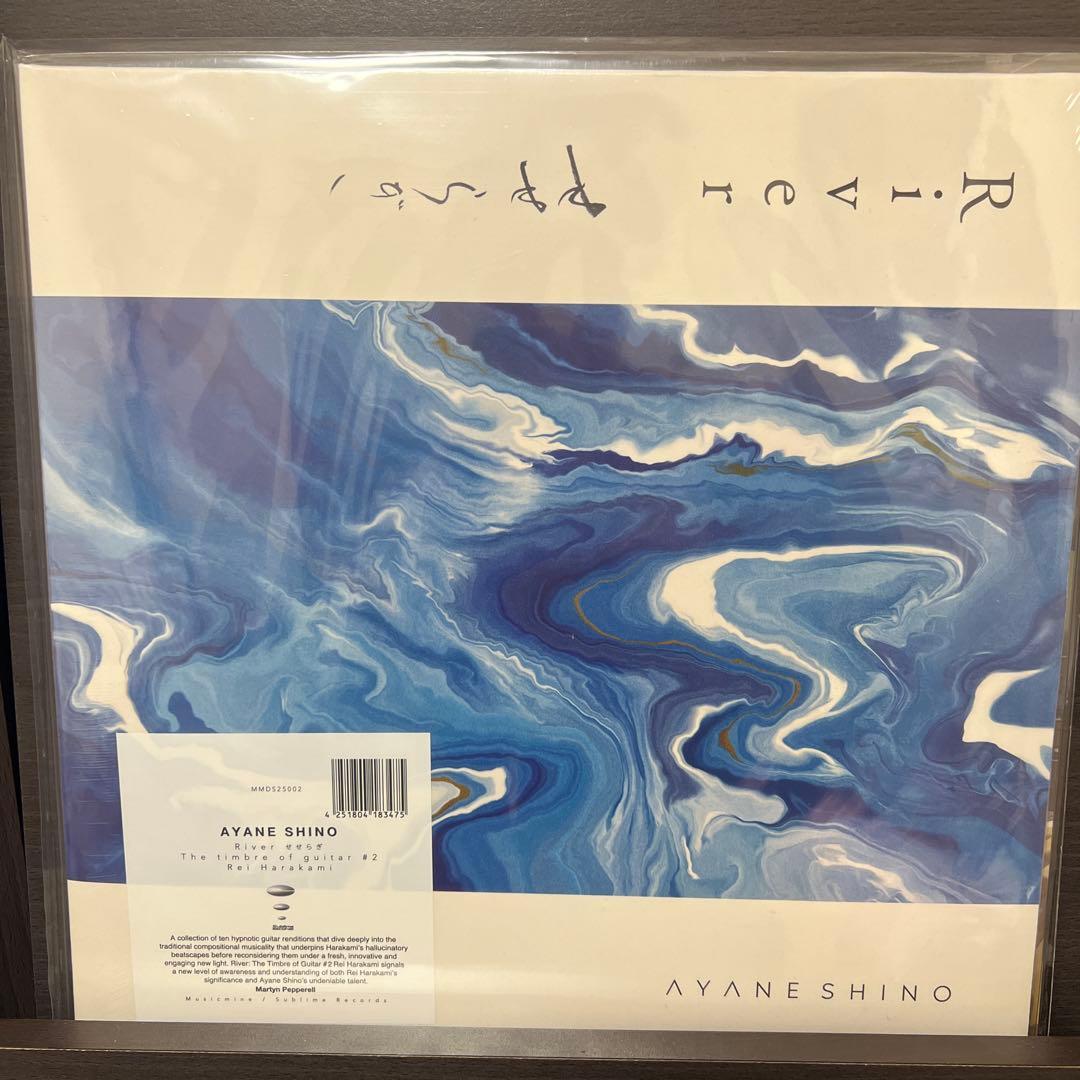 River せせらぎ
MMDS25002
4 251804 183475
AYANE SHINO
River せせらぎ
The timbre of guitar #2
Rei Harakami
A collection of ten hypnotic guitar renditions that dive deeply into the
traditional compositional musicality that underpins Harakami's hallucinatory
beatscapes before reconsidering them under a fresh, innovative and
engaging new light. River: The Timbre of Guitar #2 Rei Harakami signals
a new level of awareness and understanding of both Rei Harakami's
significance and Ayane Shino's undeniable talent.
Martyn Pepperell
Musicmine / Sublime Records
AYANE SHINO